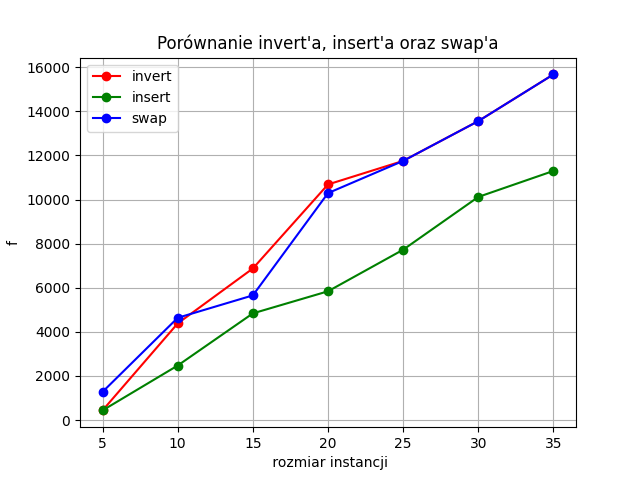 Porównanie invert'a, insert'a oraz swap'a
invert
insert
swap
f
16000
14000
12000
10000
8000
6000
4000
2000
0
5 10 15 20 25 30 35
rozmiar instancji